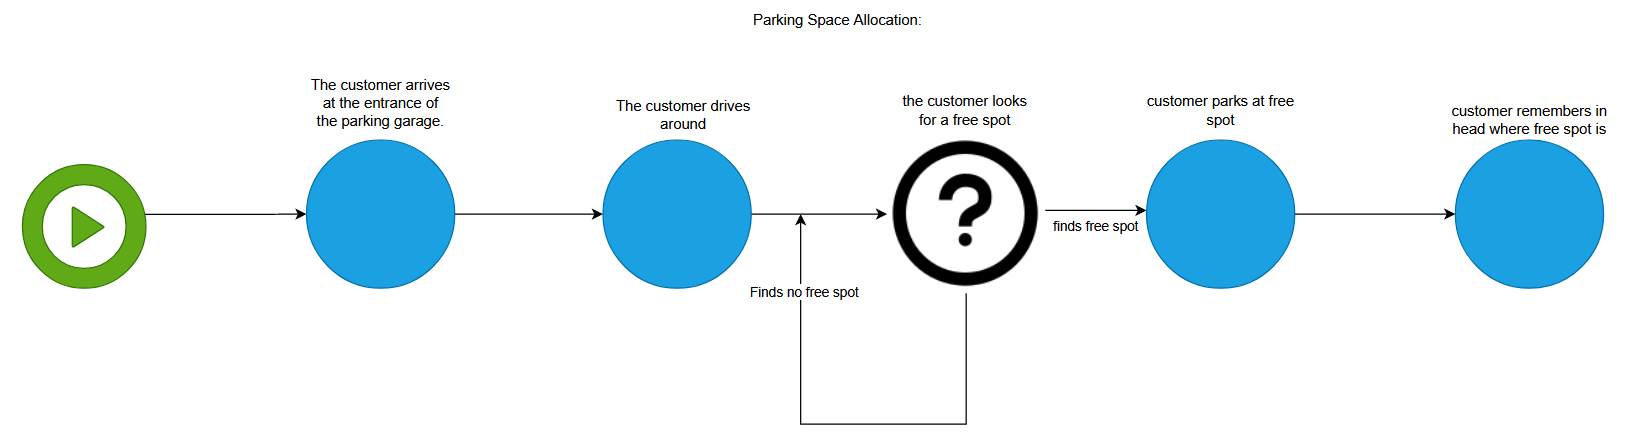 Parking Space Allocation:
The customer arrives
at the entrance of
the parking garage.
The customer drives
around
the customer looks
for a free spot
customer parks at free
spot
customer remembers in
head where free spot is
?
finds free spot
Finds no free spot